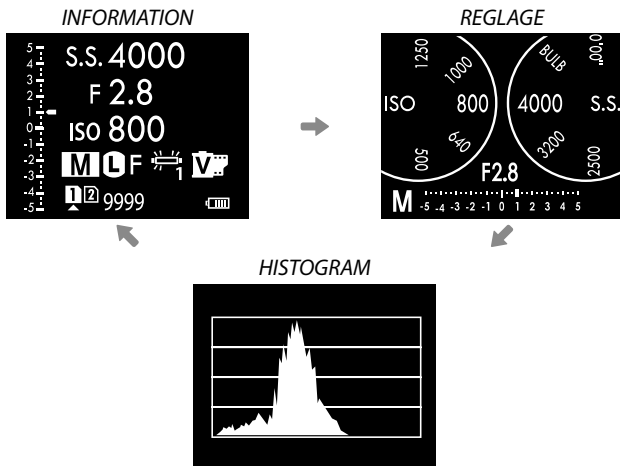 INFORMATION
5
4
3
2
1
0
-1
-2
-3
-4
-5
S.S. 4000
F 2.8
ISO 800
M L F 1 V
1 2 9999
REGLAGE
1250 1000 BULB 0'.00"
ISO 800 4000 S.S.
500 640 3200 2500
F2.8
M -5 -4 -3 -2 -1 0 1 2 3 4 5
HISTOGRAM